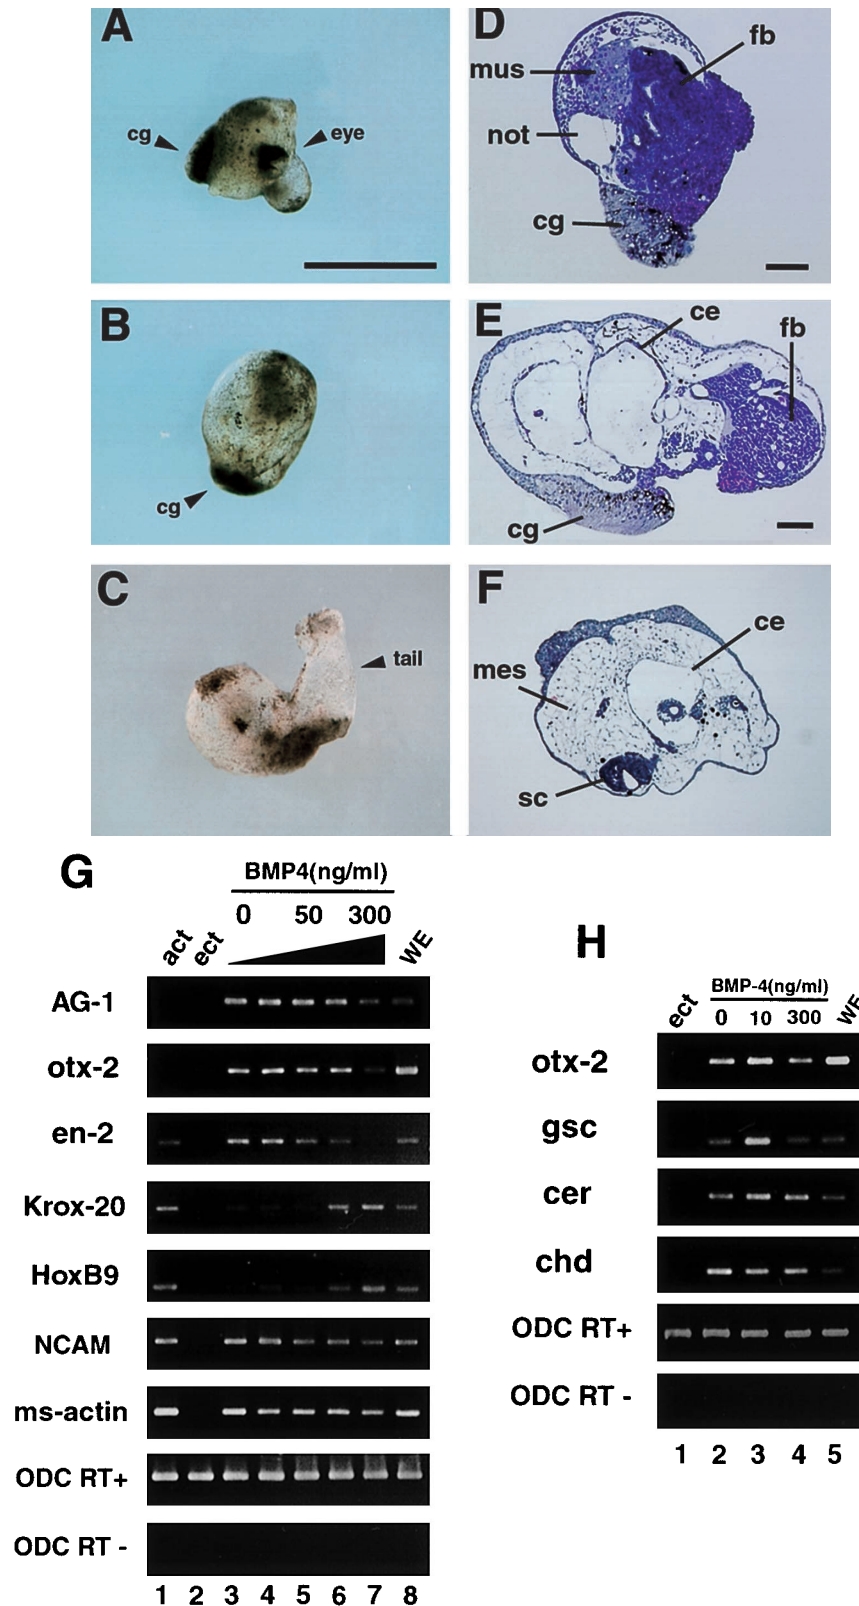 A
cg
eye
D
mus
fb
not
cg
B
cg
E
ce
fb
cg
C
tail
F
ce
mes
sc
G
BMP4(ng/ml)
0 50 300
act ect WE
AG-1
otx-2
en-2
Krox-20
HoxB9
NCAM
ms-actin
ODC RT+
ODC RT -
1 2 3 4 5 6 7 8
H
BMP-4(ng/ml)
ect 0 10 300 WE
otx-2
gsc
cer
chd
ODC RT+
ODC RT -
1 2 3 4 5